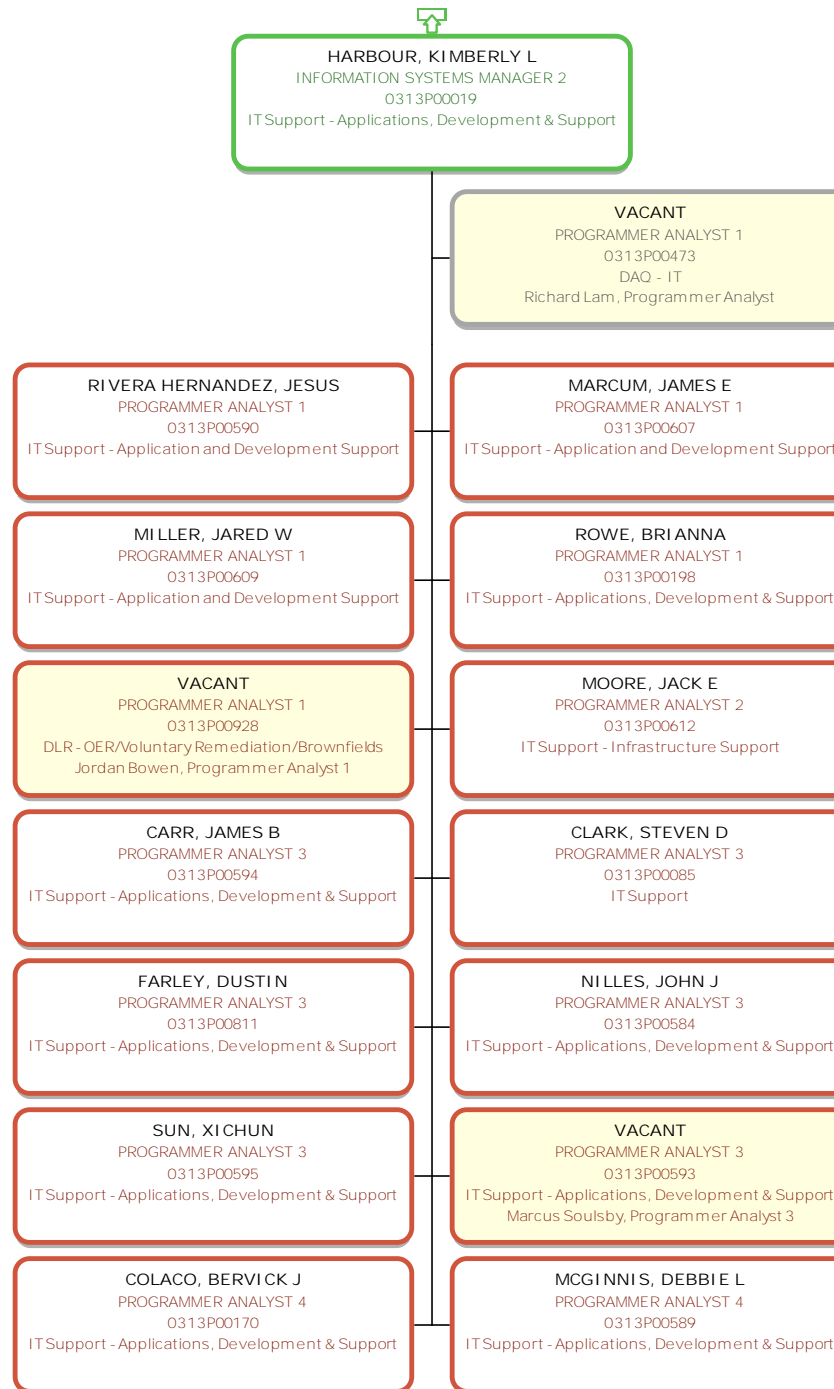 HARBOUR, KIMBERLY L
INFORMATION SYSTEMS MANAGER 2
0313P00019
IT Support - Applications, Development & Support
VACANT
PROGRAMMER ANALYST 1
0313P00473
DAQ - IT
Richard Lam, Programmer Analyst
RIVERA HERNANDEZ, JESUS
PROGRAMMER ANALYST 1
0313P00590
IT Support - Application and Development Support
MARCUM, JAMES E
PROGRAMMER ANALYST 1
0313P00607
IT Support - Application and Development Support
MILLER, JARED W
PROGRAMMER ANALYST 1
0313P00609
IT Support - Application and Development Support
ROWE, BRIANNA
PROGRAMMER ANALYST 1
0313P00198
IT Support - Applications, Development & Support
VACANT
PROGRAMMER ANALYST 1
0313P00928
DLR - OER/Voluntary Remediation/Brownfields
Jordan Bowen, Programmer Analyst 1
MOORE, JACK E
PROGRAMMER ANALYST 2
0313P00612
IT Support - Infrastructure Support
CARR, JAMES B
PROGRAMMER ANALYST 3
0313P00594
IT Support - Applications, Development & Support
CLARK, STEVEN D
PROGRAMMER ANALYST 3
0313P00085
IT Support
FARLEY, DUSTIN
PROGRAMMER ANALYST 3
0313P00811
IT Support - Applications, Development & Support
NILLES, JOHN J
PROGRAMMER ANALYST 3
0313P00584
IT Support - Applications, Development & Support
SUN, XICHUN
PROGRAMMER ANALYST 3
0313P00595
IT Support - Applications, Development & Support
VACANT
PROGRAMMER ANALYST 3
0313P00593
IT Support - Applications, Development & Support
Marcus Soulsby, Programmer Analyst 3
COLACO, BERVICK J
PROGRAMMER ANALYST 4
0313P00170
IT Support - Applications, Development & Support
MCGINNIS, DEBBIE L
PROGRAMMER ANALYST 4
0313P00589
IT Support - Applications, Development & Support